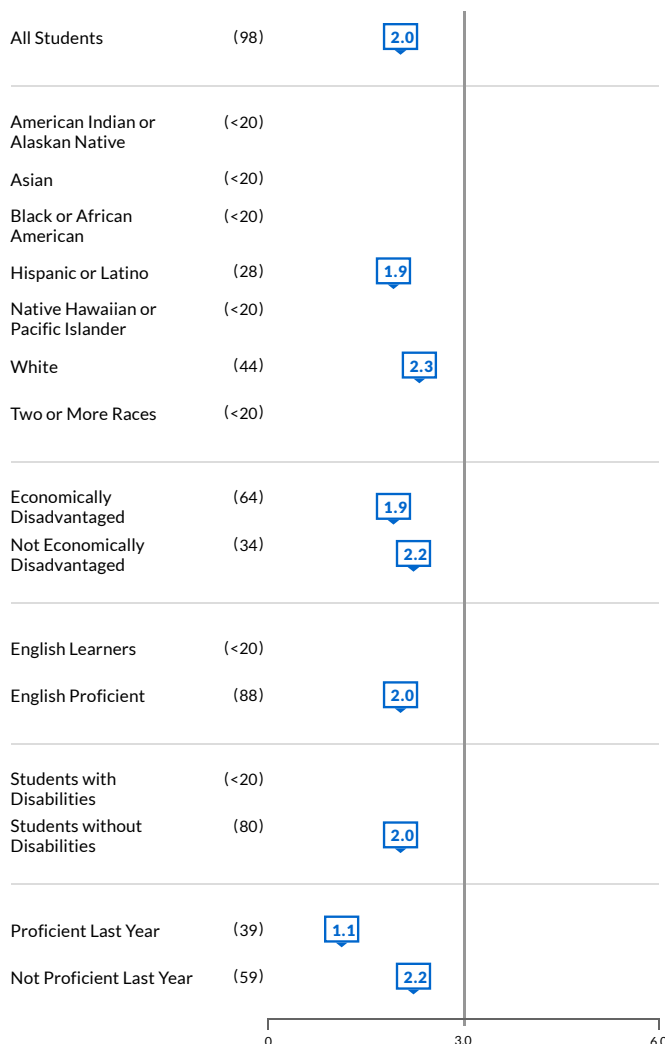 All Students (98) 2.0
American Indian or (<20)
Alaskan Native
Asian (<20)
Black or African (<20)
American
Hispanic or Latino (28) 1.9
Native Hawaiian or (<20)
Pacific Islander
White (44) 2.3
Two or More Races (<20)
Economically (64) 1.9
Disadvantaged
Not Economically (34) 2.2
Disadvantaged
English Learners (<20)
English Proficient (88) 2.0
Students with (<20)
Disabilities
Students without (80) 2.0
Disabilities
Proficient Last Year (39) 1.1
Not Proficient Last Year (59) 2.2
0 3.0 6.0